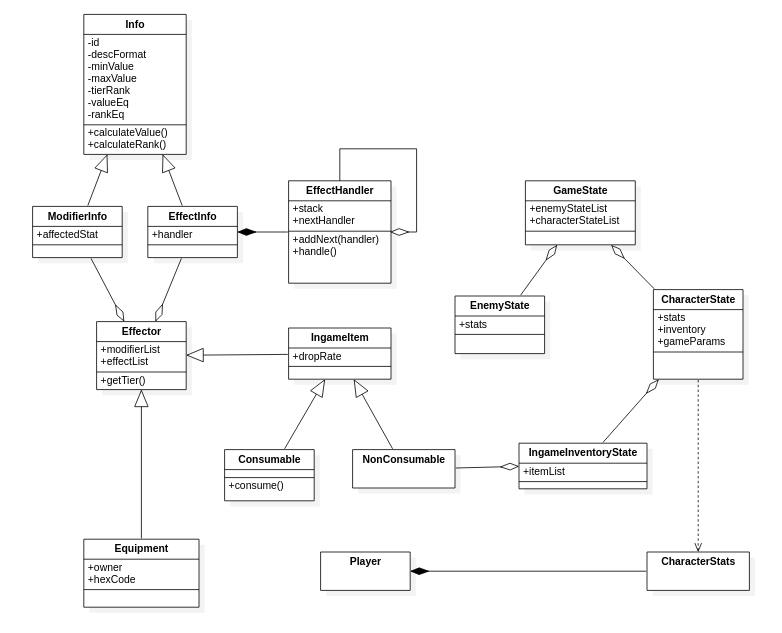 Info
-id
-descFormat
-minValue
-maxValue
-tierRank
-valueEq
-rankEq
+calculateValue()
+calculateRank()
ModifierInfo
+affectedStat
EffectInfo
+handler
EffectHandler
+stack
+nextHandler
+addNext(handler)
+handle()
GameState
+enemyStateList
+characterStateList
EnemyState
+stats
CharacterState
+stats
+inventory
+gameParams
Effector
+modifierList
+effectList
+getTier()
IngameItem
+dropRate
Consumable
+consume()
NonConsumable
IngameInventoryState
+itemList
Equipment
+owner
+hexCode
Player
CharacterStats